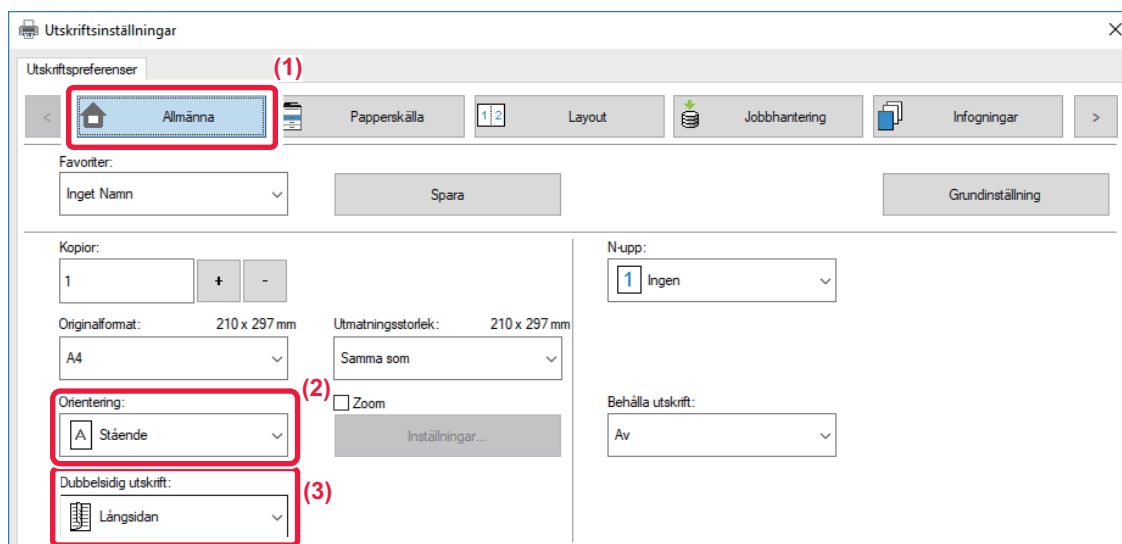 Utskriftsinställningar
Utskriftspreferenser
(1)
< Allmänna Papperskälla 1 2 Layout Jobbhantering Infogningar >
Favoriter:
Inget Namn Spara Grundinställning
Kopior: N-upp:
1 + - 1 Ingen
Originalformat: 210 x 297 mm Utmatningsstorlek: 210 x 297 mm
A4 Samma som
(2)
Orientering: Zoom Behålla utskrift:
A Stående Inställningar... Av
Dubbelsidig utskrift: (3)
Långsidan